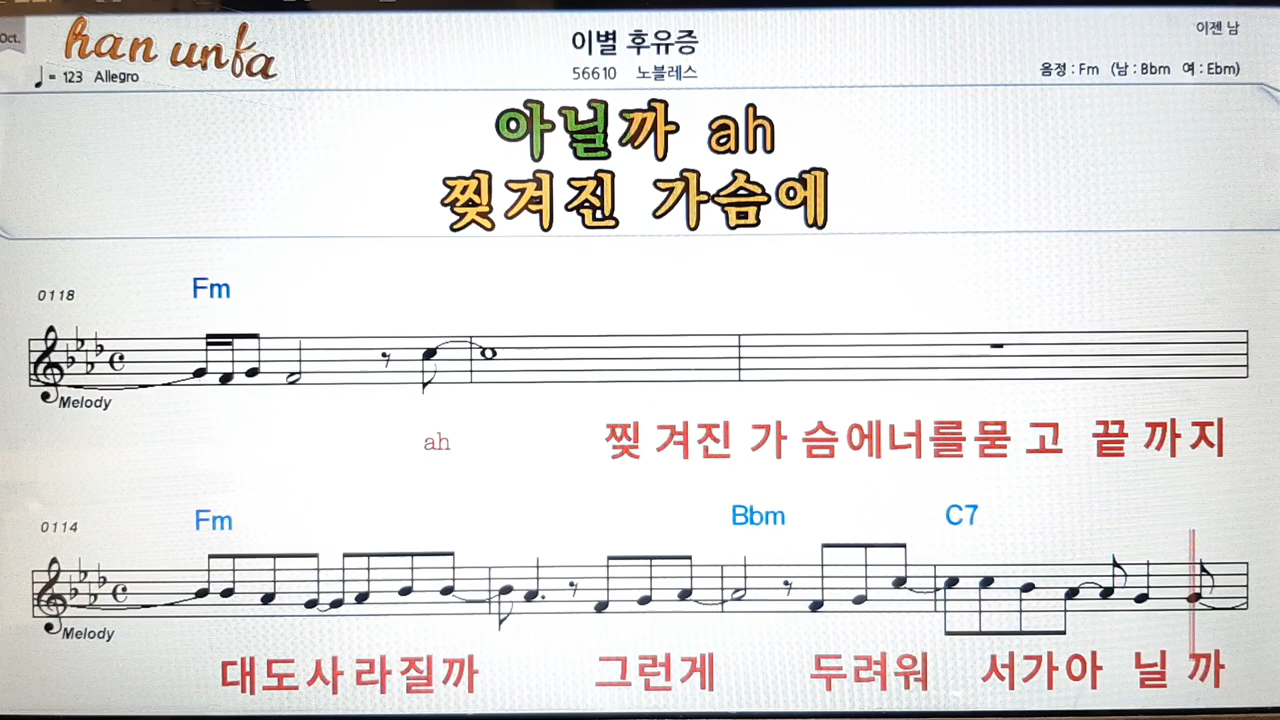 Oct.
han unfa
이별 후유증
이젠 남
♩ = 123 Allegro
56610 노블레스
음정 : Fm (남 : Bbm 여 : Ebm)
아닐까 ah
찢겨진 가슴에
0118
Fm
Melody
ah 찢 겨진 가 슴에너를묻 고 끝 까 지
0114
Fm Bbm C7
Melody
대도사 라질까 그런게 두려워 서가아 닐 까